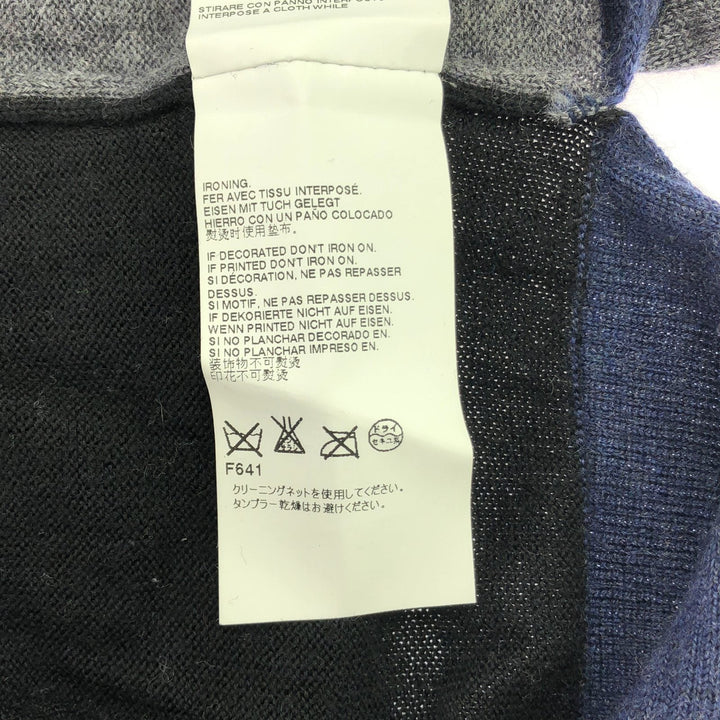 STIRARE CON PANNO
INTERPOSE A CLOTH WHILE
IRONING.
FER AVEC TISSU INTERPOSÉ.
EISEN MIT TUCH GELEGT
HIERRO CON UN PAÑO COLOCADO
熨烫时使用垫布。
IF DECORATED DON'T IRON ON.
IF PRINTED DON'T IRON ON.
SI DÉCORATION, NE PAS REPASSER
DESSUS.
SI MOTIF, NE PAS REPASSER DESSUS.
IF DEKORIERTE NICHT AUF EISEN.
WENN PRINTED NICHT AUF EISEN.
SI NO PLANCHAR DECORADO EN.
SI NO PLANCHAR IMPRESO EN.
装饰物不可熨烫
印花不可熨烫
ドライ
セキユ系
F641
クリーニングネットを使用してください。
タンブラー乾燥はお避けください。